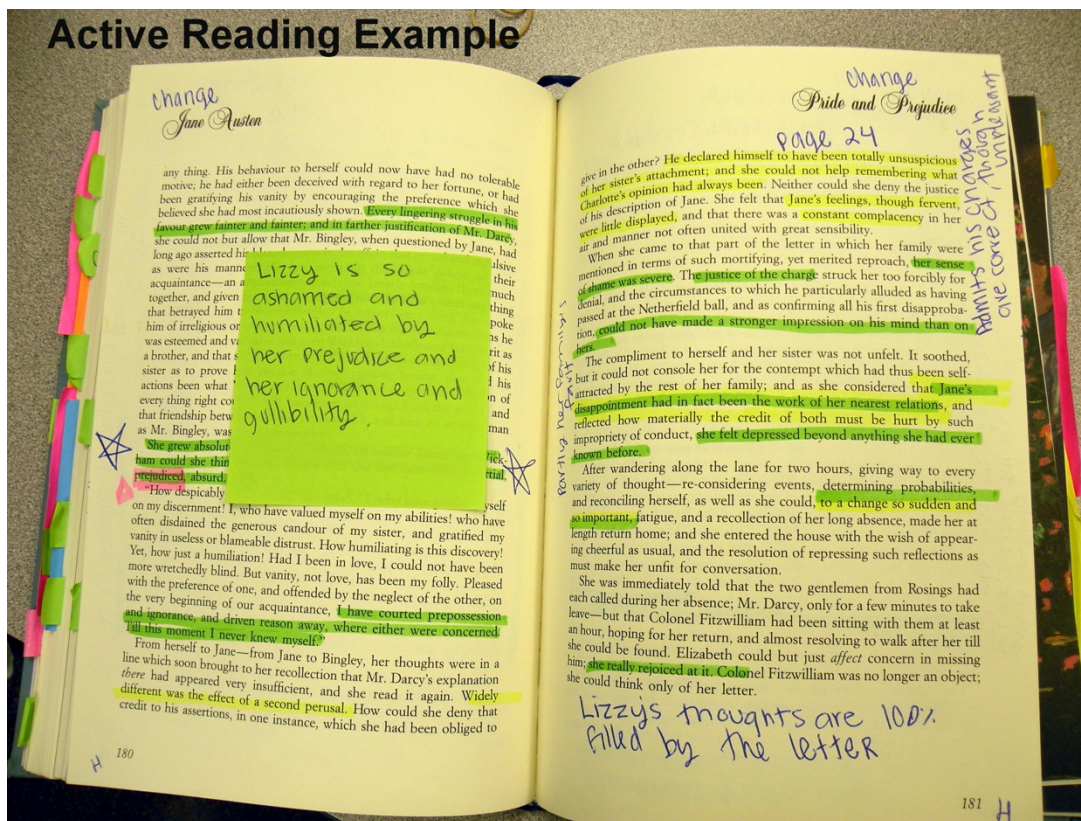 Active Reading Example
change
Jane Austen
any thing. His behaviour to herself could now have had no tolerable
motive; he had either been deceived with regard to her fortune, or had
been gratifying his vanity by encouraging the preference which she
believed she had most incautiously shown. Every lingering struggle in his
favour grew fainter and fainter; and in farther justification of Mr. Darcy,
she could not but allow that Mr. Bingley, when questioned by Jane, had
long ago asserted his
as were his their
acquaintance—an a much
together, and given thing
that betrayed him
him of irreligious or he
was esteemed and as
a brother, and that his
sister as to prove his
actions been what of
every thing right and
that friendship man
as Mr. Bingley, was
She grew
ham could she
prejudiced, absurd.
"How despicably
on my discernment! I, who have valued myself on my abilities! who have
often disdained the generous candour of my sister, and gratified my
vanity in useless or blameable distrust. How humiliating is this discovery!
Yet, how just a humiliation! Had I been in love, I could not have been
more wretchedly blind. But vanity, not love, has been my folly. Pleased
with the preference of one, and offended by the neglect of the other, on
the very beginning of our acquaintance, I have courted prepossession
and ignorance, and driven reason away, where either were concerned
Till this moment I never knew myself."
From herself to Jane—from Jane to Bingley, her thoughts were in a
line which soon brought to her recollection that Mr. Darcy's explanation
there had appeared very insufficient, and she read it again. Widely
different was the effect of a second perusal. How could she deny that
credit to his assertions, in one instance, which she had been obliged to
180
H
Lizzy is so
ashamed and
humiliated by
her prejudice and
her ignorance and
gullibility.
change
Pride and Prejudice
page 24
give in the other? He declared himself to have been totally unsuspicious
of her sister's attachment; and she could not help remembering what
Charlotte's opinion had always been. Neither could she deny the justice
of his description of Jane. She felt that Jane's feelings, though fervent,
were little displayed, and that there was a constant complacency in her
air and manner not often united with great sensibility.
When she came to that part of the letter in which her family were
mentioned in terms of such mortifying, yet merited reproach, her sense
of shame was severe. The justice of the charge struck her too forcibly for
denial, and the circumstances to which he particularly alluded as having
passed at the Netherfield ball, and as confirming all his first disapproba-
tion, could not have made a stronger impression on his mind than on
hers.
The compliment to herself and her sister was not unfelt. It soothed,
but it could not console her for the contempt which had thus been self-
attracted by the rest of her family; and as she considered that Jane's
disappointment had in fact been the work of her nearest relations, and
reflected how materially the credit of both must be hurt by such
impropriety of conduct, she felt depressed beyond anything she had ever
known before.
After wandering along the lane for two hours, giving way to every
variety of thought—re-considering events, determining probabilities,
and reconciling herself, as well as she could, to a change so sudden and
so important, fatigue, and a recollection of her long absence, made her at
length return home; and she entered the house with the wish of appear-
ing cheerful as usual, and the resolution of repressing such reflections as
must make her unfit for conversation.
She was immediately told that the two gentlemen from Rosings had
each called during her absence; Mr. Darcy, only for a few minutes to take
leave—but that Colonel Fitzwilliam had been sitting with them at least
an hour, hoping for her return, and almost resolving to walk after her till
she could be found. Elizabeth could but just affect concern in missing
him; she really rejoiced at it. Colonel Fitzwilliam was no longer an object;
she could think only of her letter.
Lizzy's thoughts are 100%
filled by the letter
181
H
Admits his charges
are correct, though
unpleasant
partly her family's
fault